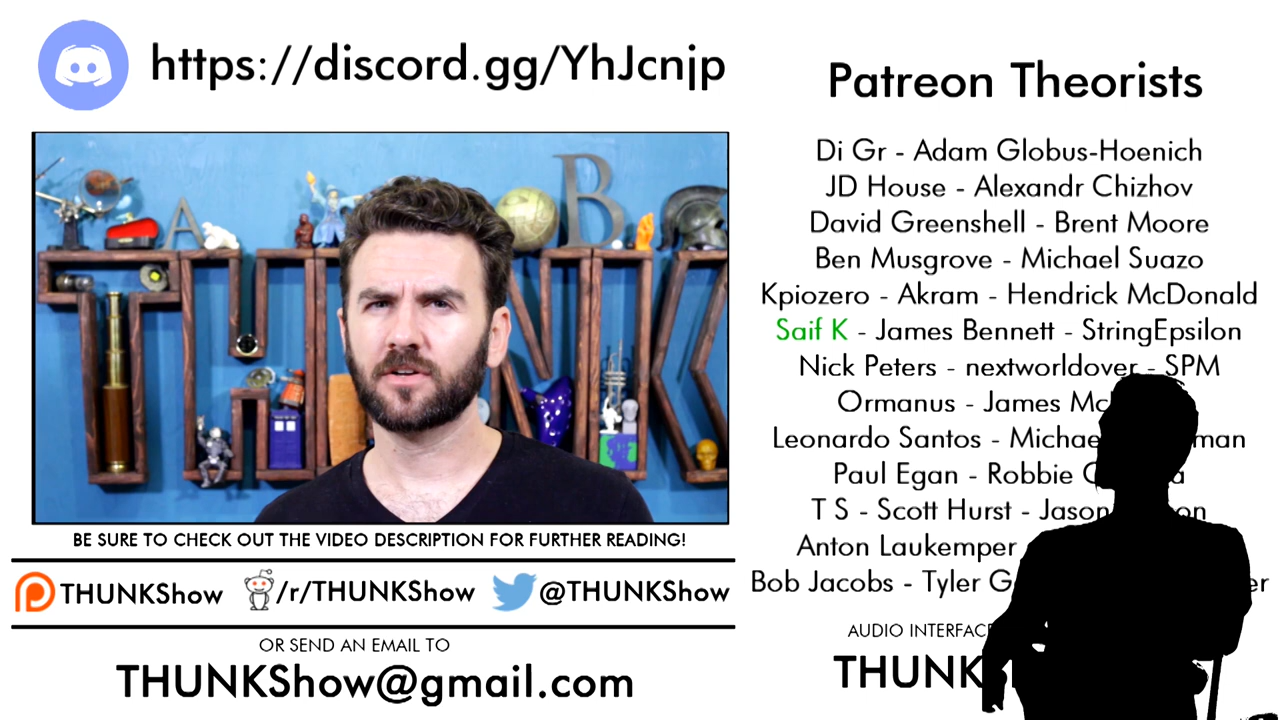 https://discord.gg/YhJcnjp
A
B
THUNK
BE SURE TO CHECK OUT THE VIDEO DESCRIPTION FOR FURTHER READING!
THUNKShow /r/THUNKShow @THUNKShow
OR SEND AN EMAIL TO
THUNKShow@gmail.com
Patreon Theorists
Di Gr - Adam Globus-Hoenich
JD House - Alexandr Chizhov
David Greenshell - Brent Moore
Ben Musgrove - Michael Suazo
Kpiozero - Akram - Hendrick McDonald
Saif K - James Bennett - StringEpsilon
Nick Peters - nextworldover - SPM
Ormanus - James
Leonardo Santos -
Paul Egan - Robbie
T S - Scott Hurst - Jason
Anton Laukemper
Bob Jacobs - Tyler
AUDIO INTERFACE